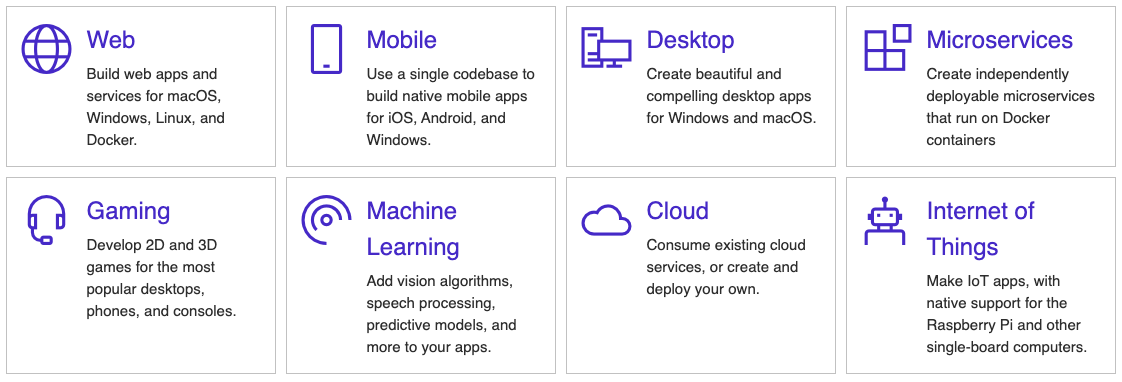 Web
Build web apps and
services for macOS,
Windows, Linux, and
Docker.
Mobile
Use a single codebase to
build native mobile apps
for iOS, Android, and
Windows.
Desktop
Create beautiful and
compelling desktop apps
for Windows and macOS.
Microservices
Create independently
deployable microservices
that run on Docker
containers
Gaming
Develop 2D and 3D
games for the most
popular desktops,
phones, and consoles.
Machine
Learning
Add vision algorithms,
speech processing,
predictive models, and
more to your apps.
Cloud
Consume existing cloud
services, or create and
deploy your own.
Internet of
Things
Make IoT apps, with
native support for the
Raspberry Pi and other
single-board computers.